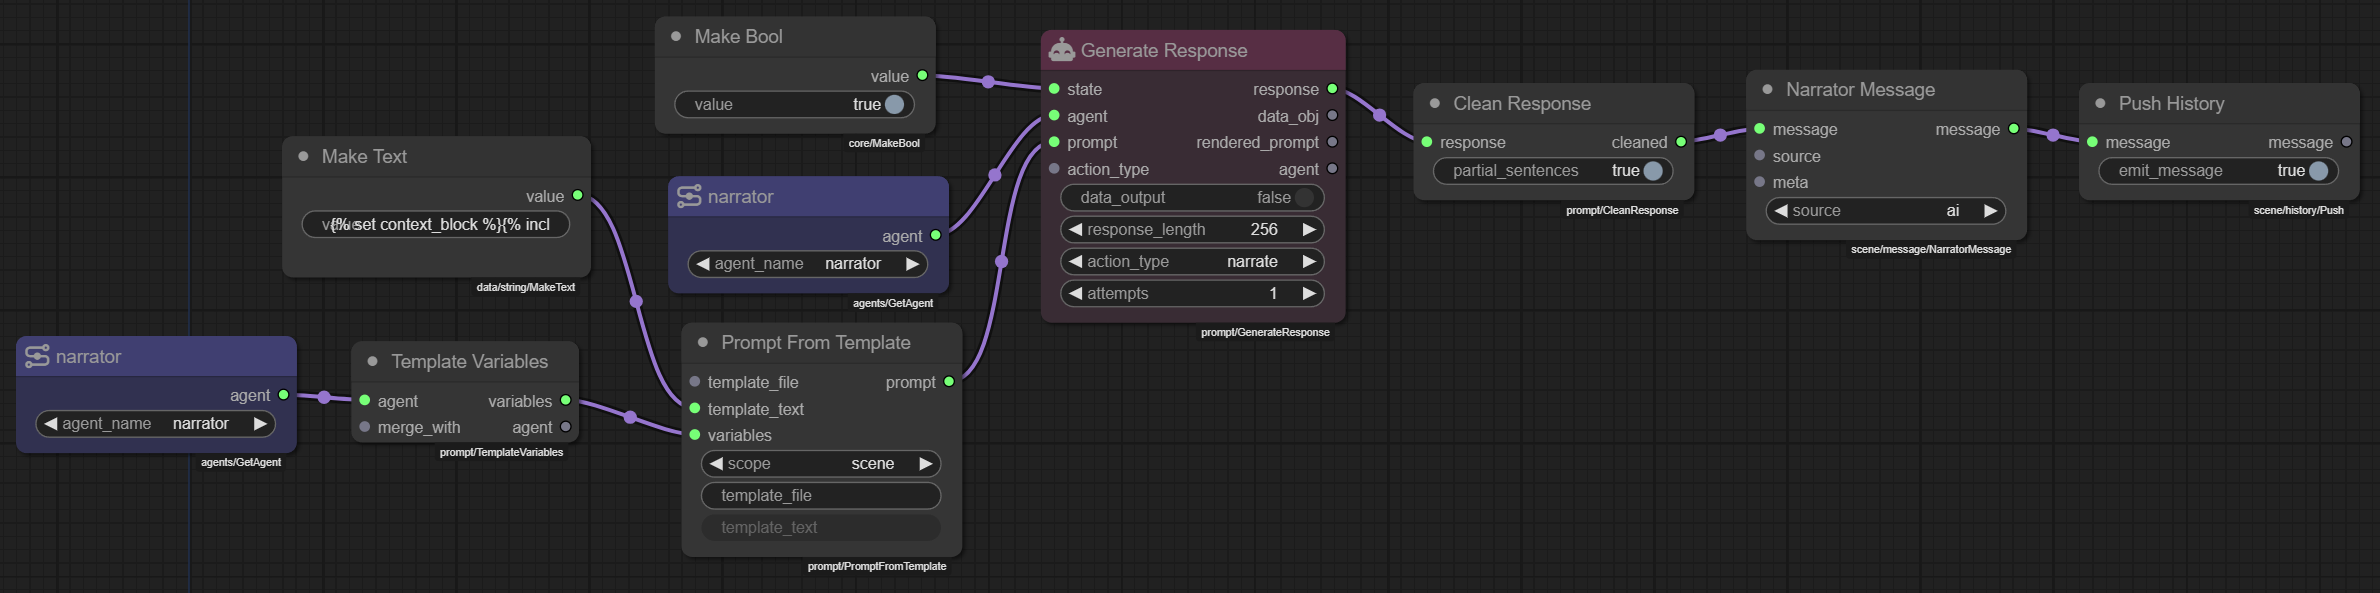 Make Bool
value
value true
core/MakeBool
Make Text
value
{% set context_block %}{% incl
data/string/MakeText
narrator
agent
agent_name narrator
agents/GetAgent
narrator
agent
agent_name narrator
agents/GetAgent
Template Variables
agent variables
merge_with agent
prompt/TemplateVariables
Prompt From Template
template_file prompt
template_text
variables
scope scene
template_file
template_text
prompt/PromptFromTemplate
Generate Response
state response
agent data_obj
prompt rendered_prompt
action_type agent
data_output false
response_length 256
action_type narrate
attempts 1
prompt/GenerateResponse
Clean Response
response cleaned
partial_sentences true
prompt/CleanResponse
Narrator Message
message message
source
meta
source ai
scene/message/NarratorMessage
Push History
message message
emit_message true
scene/history/Push